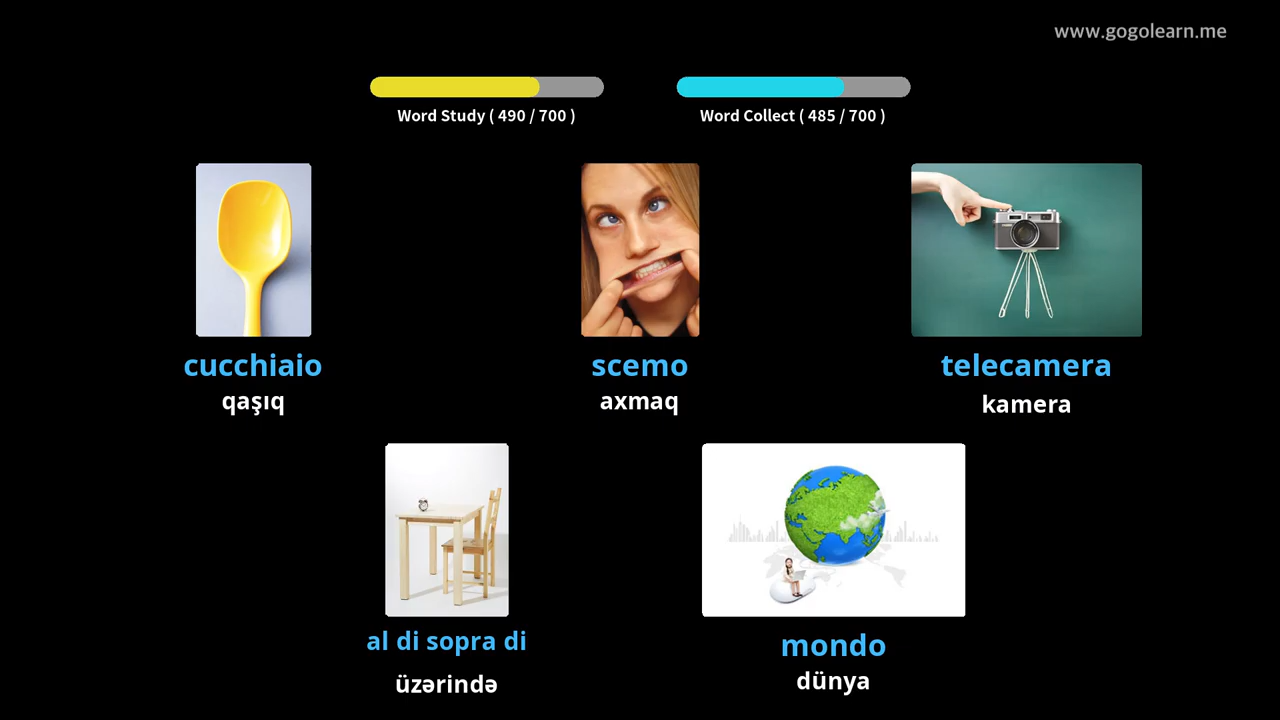 www.gogolearn.me
Word Study ( 490 / 700 )
Word Collect ( 485 / 700 )
cucchiaio
qaşıq
scemo
axmaq
telecamera
kamera
al di sopra di
üzərində
mondo
dünya